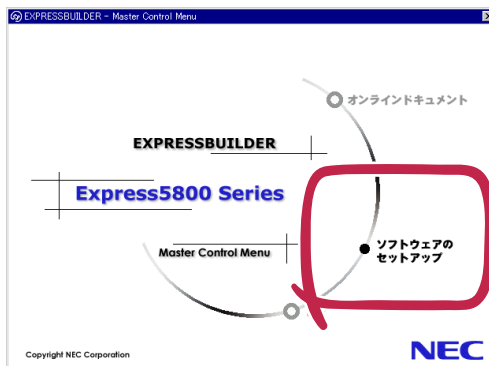 EXPRESSBUILDER - Master Control Menu
オンラインドキュメント
EXPRESSBUILDER
Express5800 Series
ソフトウェアの
セットアップ
Master Control Menu
Copyright NEC Corporation
NEC